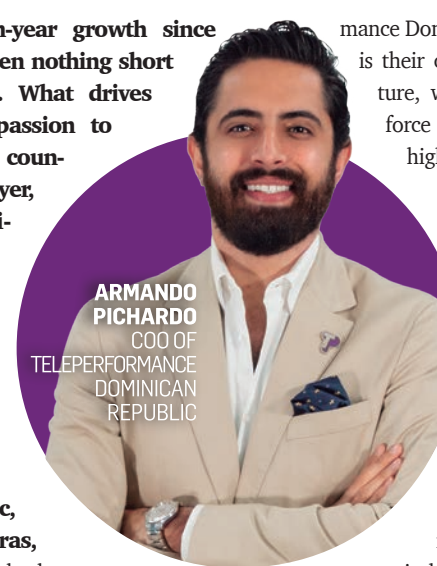 n-year growth since
en nothing short
. What drives
passion to
coun-
yer,
i-
mance Dor
is their
ture,
force
high
ARMANDO
PICHARDO
COO OF
TELEPERFORMANCE
DOMINICAN
REPUBLIC
c,
ras,